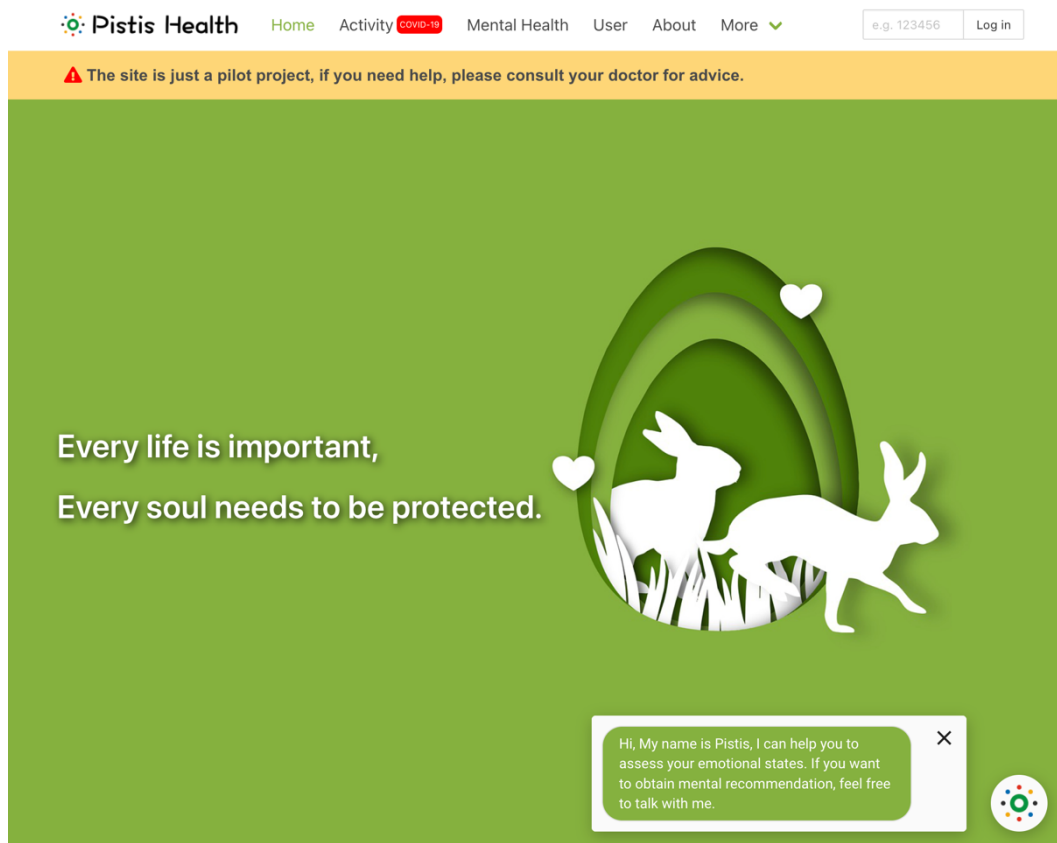 Pistis Health Home Activity COVID-19 Mental Health User About More e.g. 123456 Log in
The site is just a pilot project, if you need help, please consult your doctor for advice.
Every life is important,
Every soul needs to be protected.
Hi, My name is Pistis, I can help you to
assess your emotional states. If you want
to obtain mental recommendation, feel free
to talk with me.